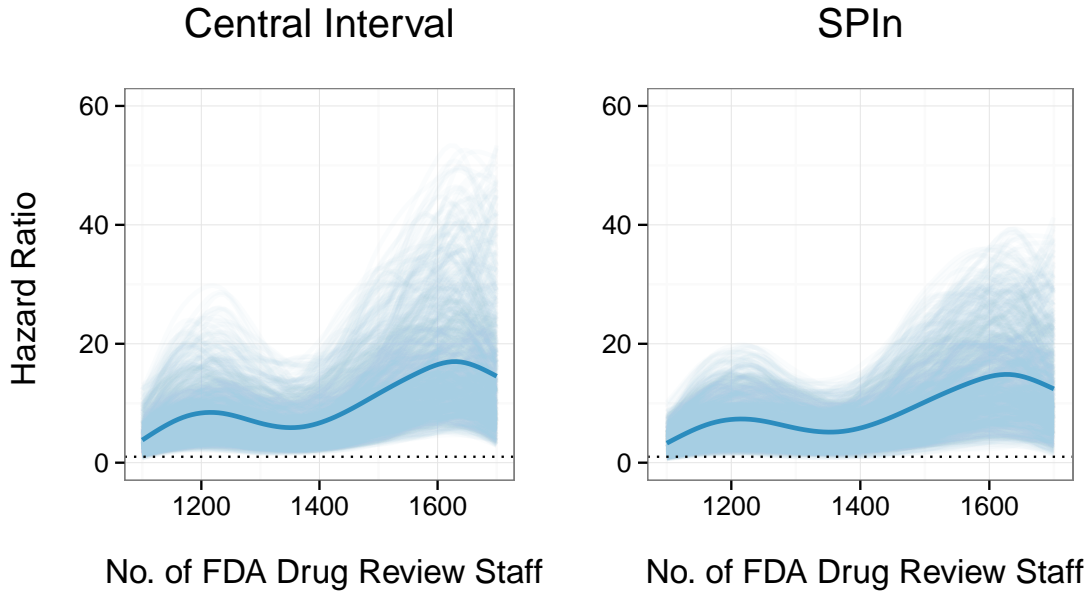 Central Interval
SPIn
Hazard Ratio
60
40
20
0
1200
1400
1600
No. of FDA Drug Review Staff
60
40
20
0
1200
1400
1600
No. of FDA Drug Review Staff